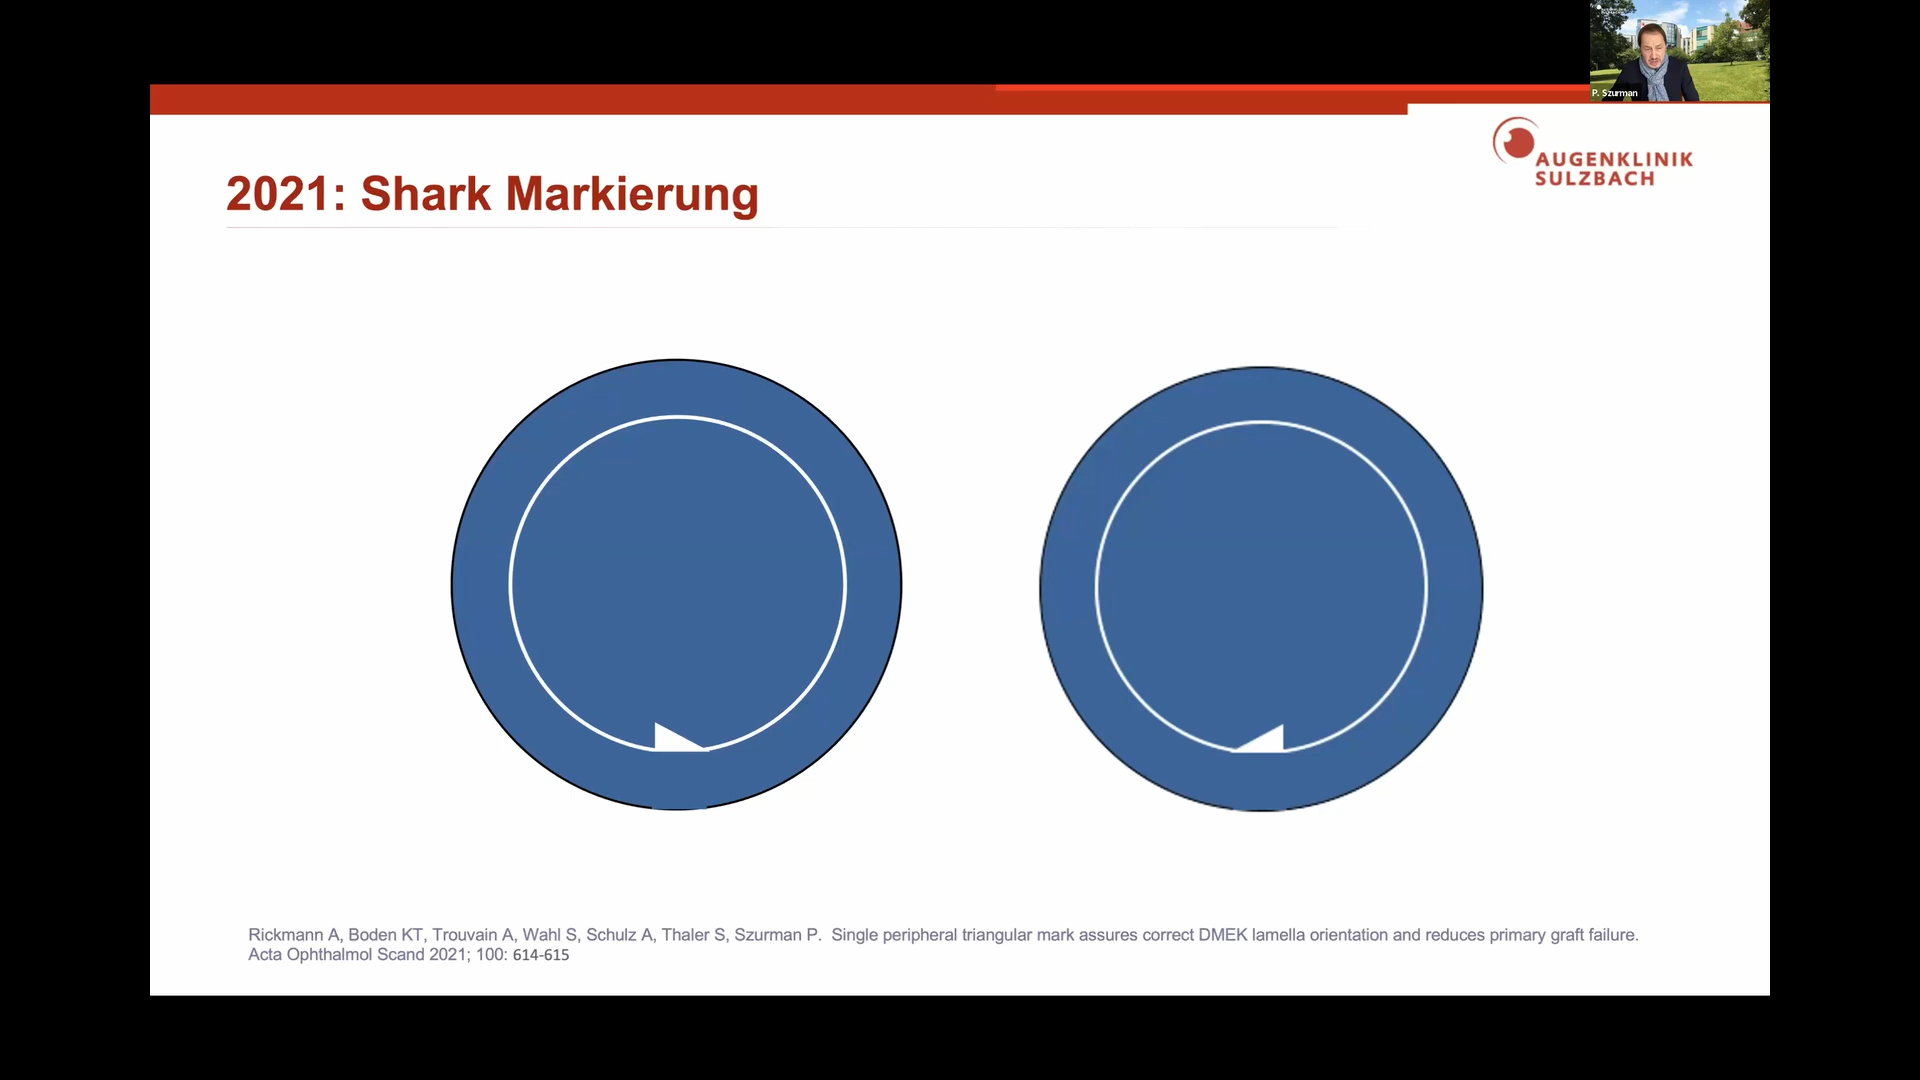 P. Szurman
AUGENKLINIK
SULZBACH
2021: Shark Markierung
Rickmann A, Boden KT, Trouvain A, Wahl S, Schulz A, Thaler S, Szurman P.  Single peripheral triangular mark assures correct DMEK lamella orientation and reduces primary graft failure.
Acta Ophthalmol Scand 2021; 100: 614-615